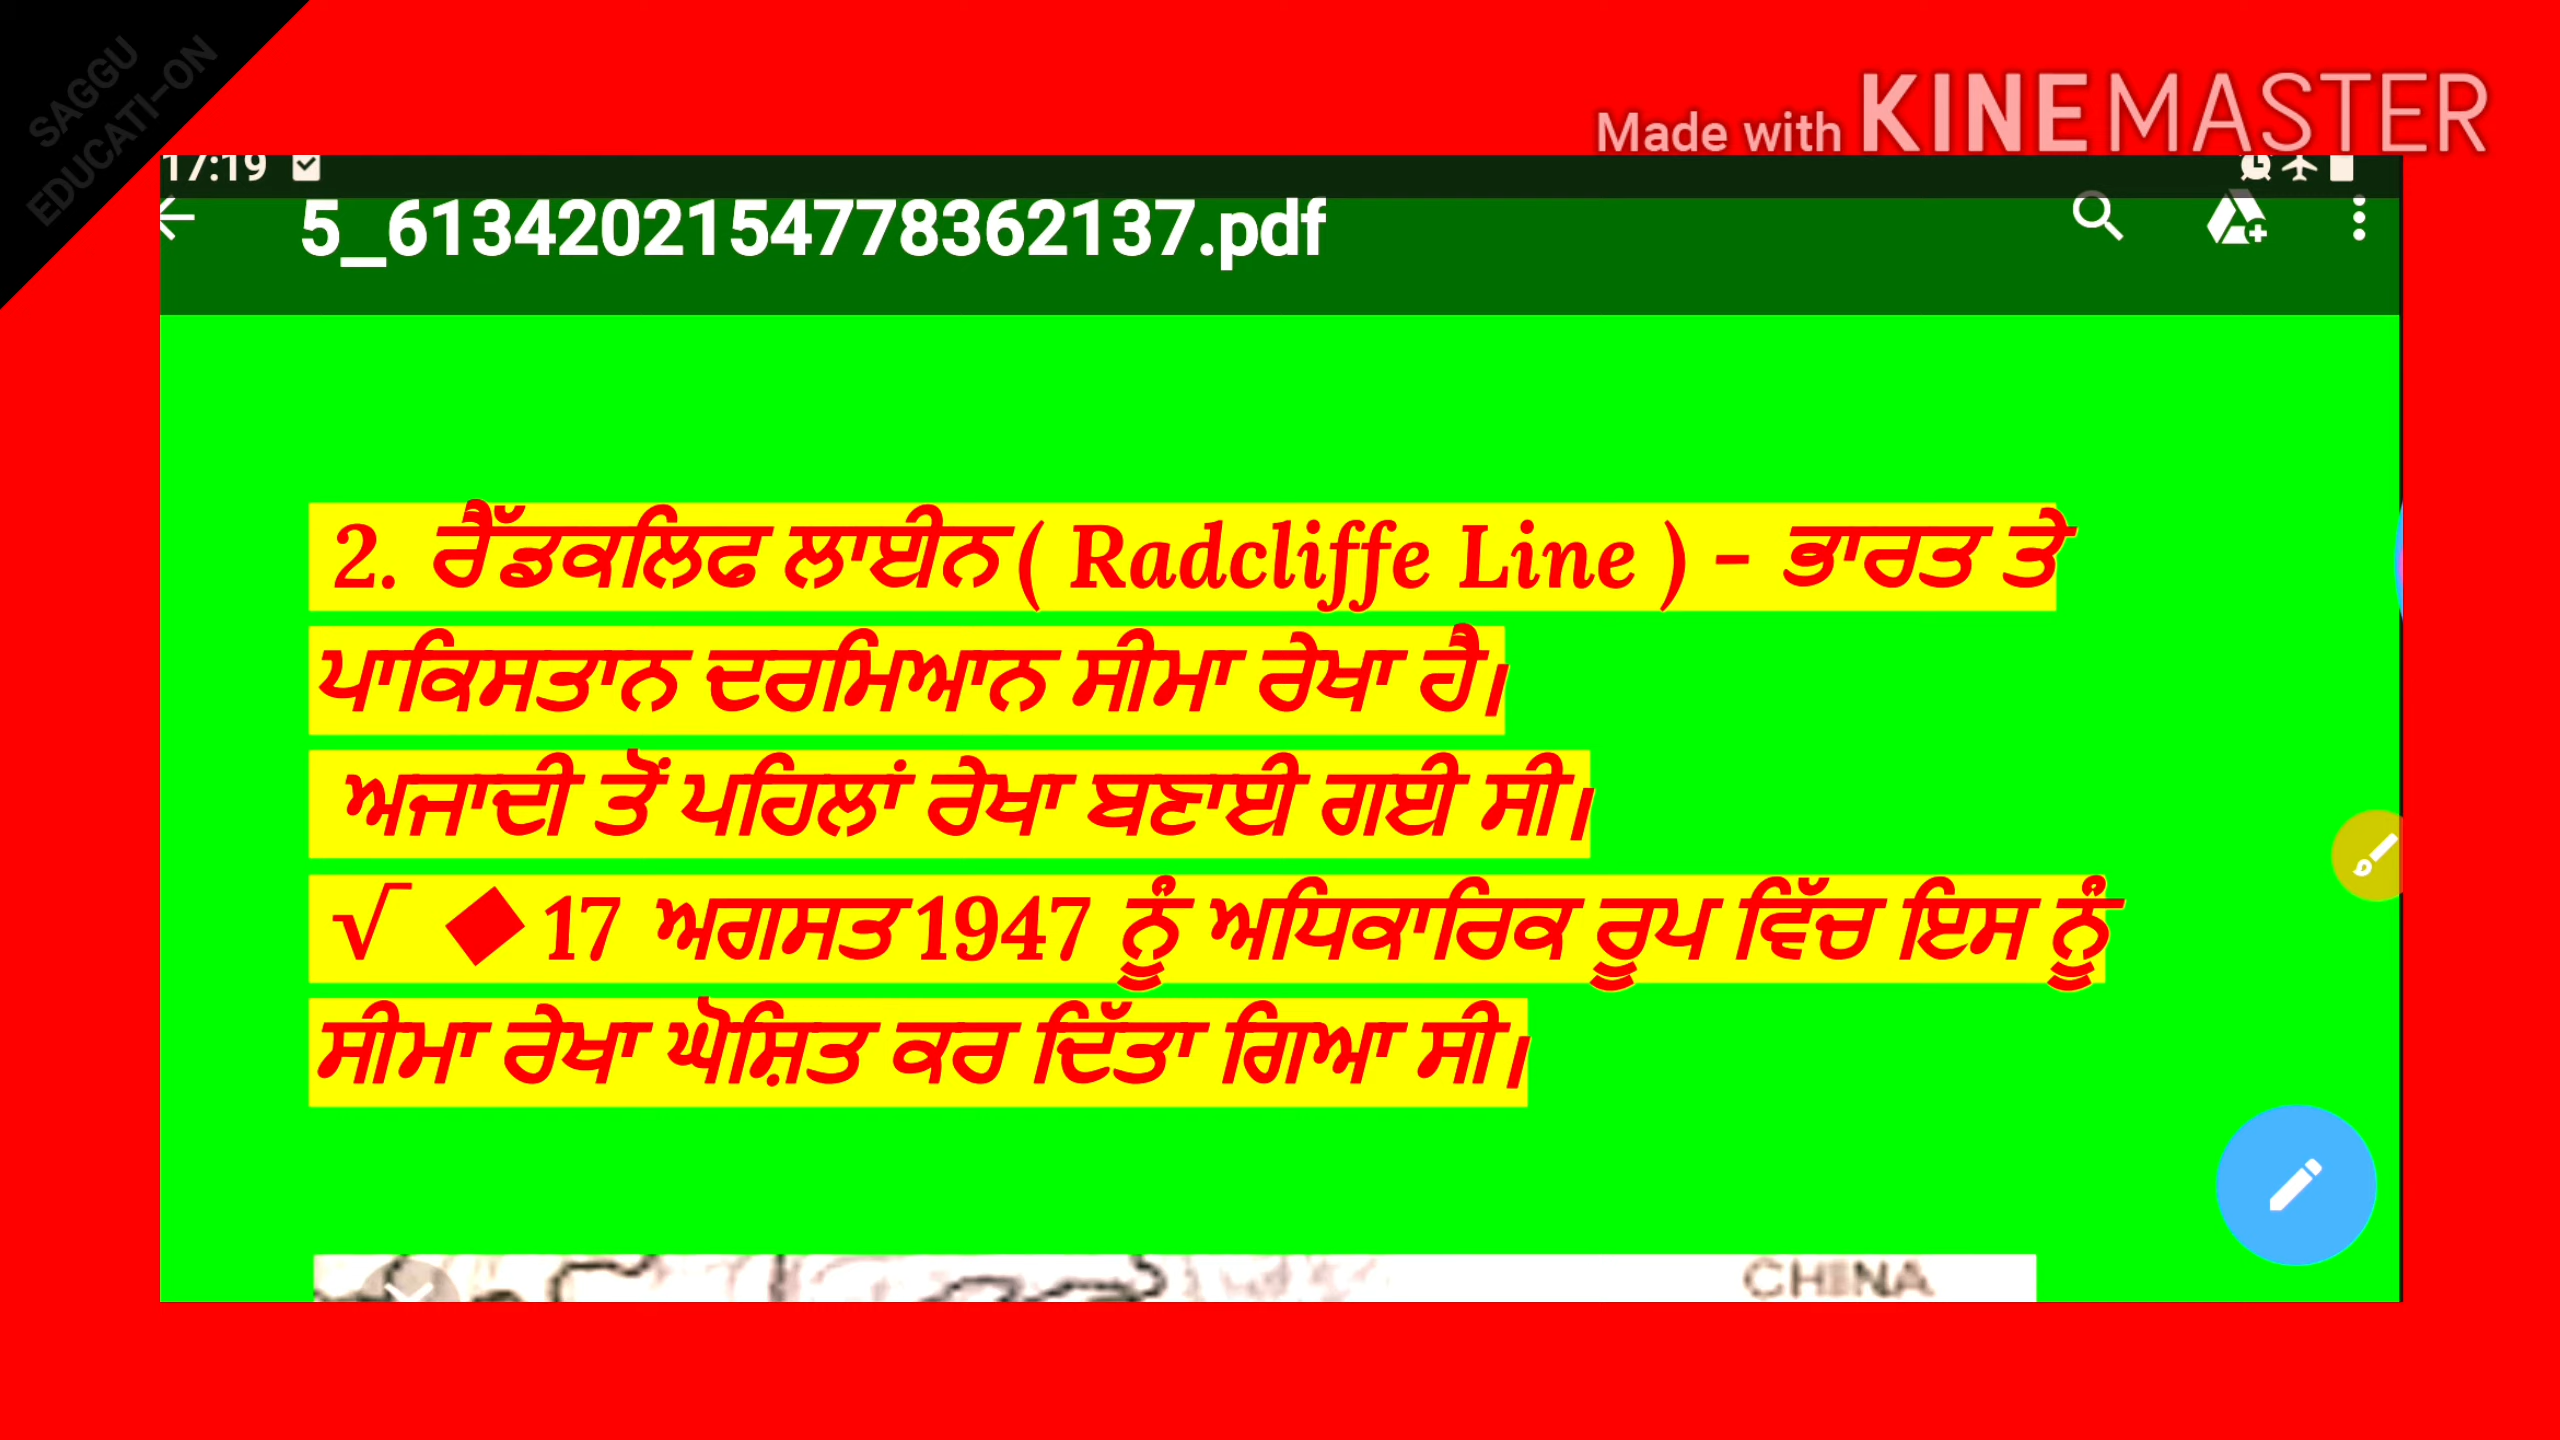 SAGGU
EDUCATI-ON
Made with KINEMASTER
17:19
5_6134202154778362137.pdf
2. ਰੈੱਡਕਲਿਫ ਲਾਈਨ ( Radcliffe Line ) - ਭਾਰਤ ਤੇ
ਪਾਕਿਸਤਾਨ ਦਰਮਿਆਨ ਸੀਮਾ ਰੇਖਾ ਹੈ।
ਅਜਾਦੀ ਤੋਂ ਪਹਿਲਾਂ ਰੇਖਾ ਬਣਾਈ ਗਈ ਸੀ।
√ ◆ 17 ਅਗਸਤ 1947 ਨੂੰ ਅਧਿਕਾਰਿਕ ਰੂਪ ਵਿੱਚ ਇਸ ਨੂੰ
ਸੀਮਾ ਰੇਖਾ ਘੋਸ਼ਿਤ ਕਰ ਦਿੱਤਾ ਗਿਆ ਸੀ।
CHINA